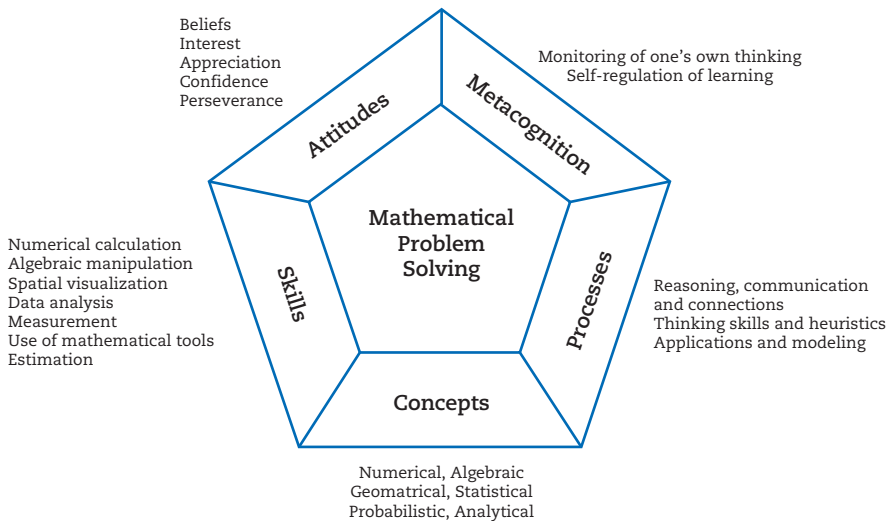 Beliefs
Interest
Appreciation
Confidence
Perseverance
Attitudes
Monitoring of one’s own thinking
Self-regulation of learning
Metacognition
Mathematical
Problem
Solving
Numerical calculation
Algebraic manipulation
Spatial visualization
Data analysis
Measurement
Use of mathematical tools
Estimation
Skills
Processes
Reasoning, communication
and connections
Thinking skills and heuristics
Applications and modeling
Concepts
Numerical, Algebraic
Geomatrical, Statistical
Probabilistic, Analytical